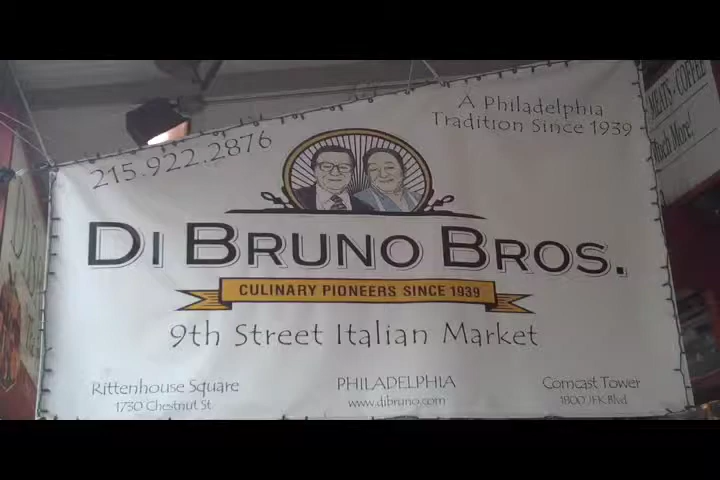 215.922.2876
A Philadelphia
Tradition Since 1939
DI BRUNO BROS.
CULINARY PIONEERS SINCE 1939
9th Street Italian Market
Rittenhouse Square
1730 Chestnut St
PHILADELPHIA
www.dibruno.com
Comcast Tower
1800 JFK Blvd
MEATS, COFFEE
Much More!